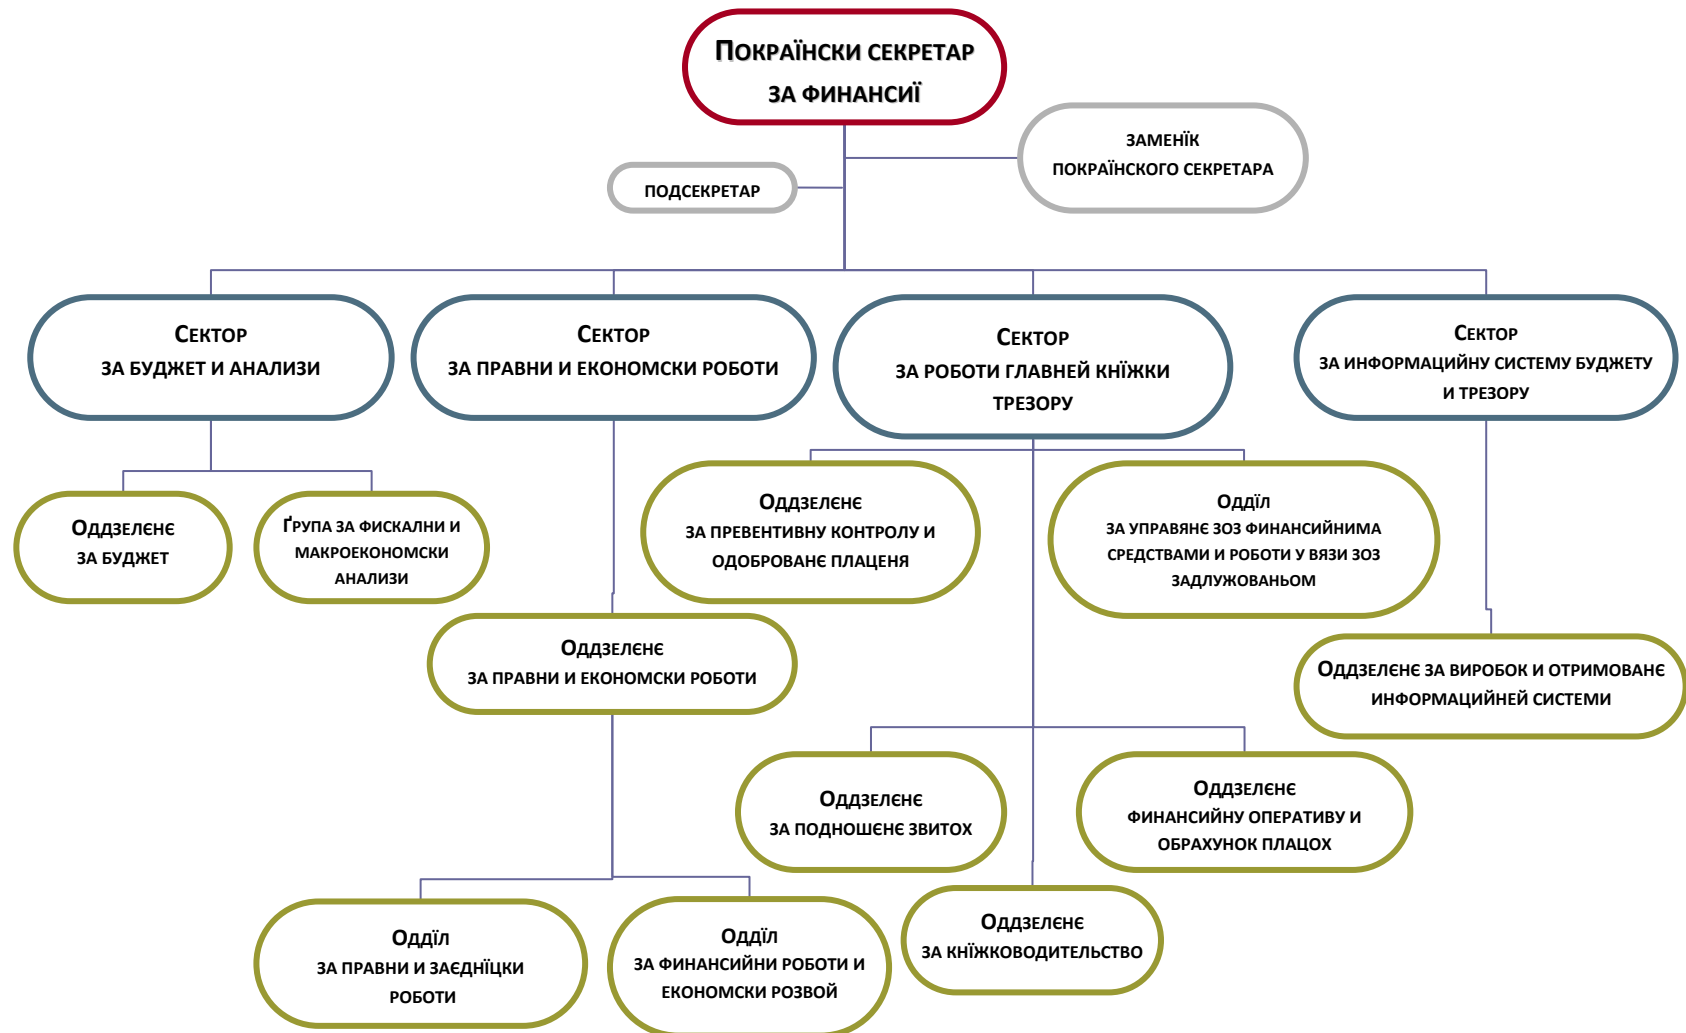 Покраїнски секретар
за финансиї
заменїк
покраїнского секретара
подсекретар
Сектор
за буджет и анализи
Сектор
за правни и економски роботи
Сектор
за роботи главней кнїжки
трезору
Сектор
за информацийну систему буджету
и трезору
Оддзелєнє
за буджет
Ґрупа за фискални и
макроекономски
анализи
Оддзелєнє
за превентивну контролу и
одоброванє плаценя
Оддїл
за управянє зоз финансийнима
средствами и роботи у вязи зоз
задлужованьом
Оддзелєнє
за правни и економски роботи
Оддзелєнє за виробок и отримованє
информацийней системи
Оддзелєнє
за подношенє звитох
Оддзелєнє
финансийну оперативу и
обрахунок плацох
Оддїл
за правни и заєднїцки
роботи
Оддїл
за финансийни роботи и
економски розвой
Оддзелєнє
за кнїжководительство